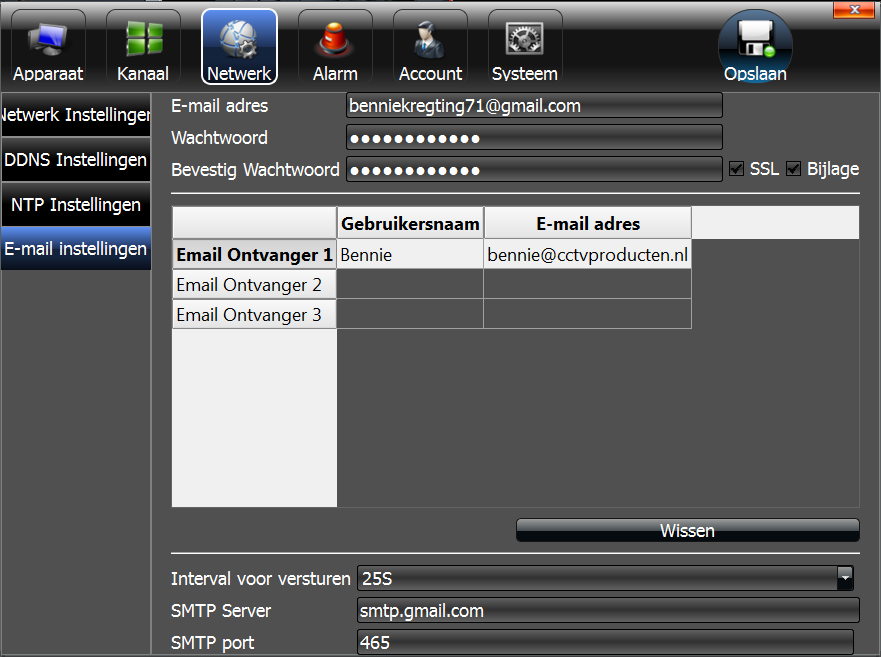 Apparaat Kanaal Netwerk Alarm Account Systeem Opslaan
Netwerk Instellingen
DDNS Instellingen
NTP Instellingen
E-mail instellingen
E-mail adres benniekregting71@gmail.com
Wachtwoord ●●●●●●●●●●●●
Bevestig Wachtwoord ●●●●●●●●●●●● SSL Bijlage
Gebruikersnaam E-mail adres
Email Ontvanger 1 Bennie bennie@cctvproducten.nl
Email Ontvanger 2
Email Ontvanger 3
Wissen
Interval voor versturen 25S
SMTP Server smtp.gmail.com
SMTP port 465